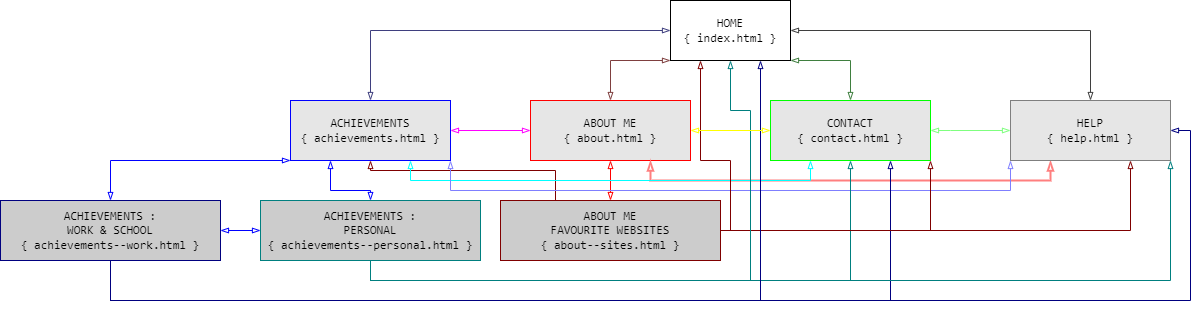 HOME
{ index.html }
ACHIEVEMENTS
{ achievements.html }
ABOUT ME
{ about.html }
CONTACT
{ contact.html }
HELP
{ help.html }
ACHIEVEMENTS :
WORK & SCHOOL
{ achievements--work.html }
ACHIEVEMENTS :
PERSONAL
{ achievements--personal.html }
ABOUT ME
FAVOURITE WEBSITES
{ about--sites.html }